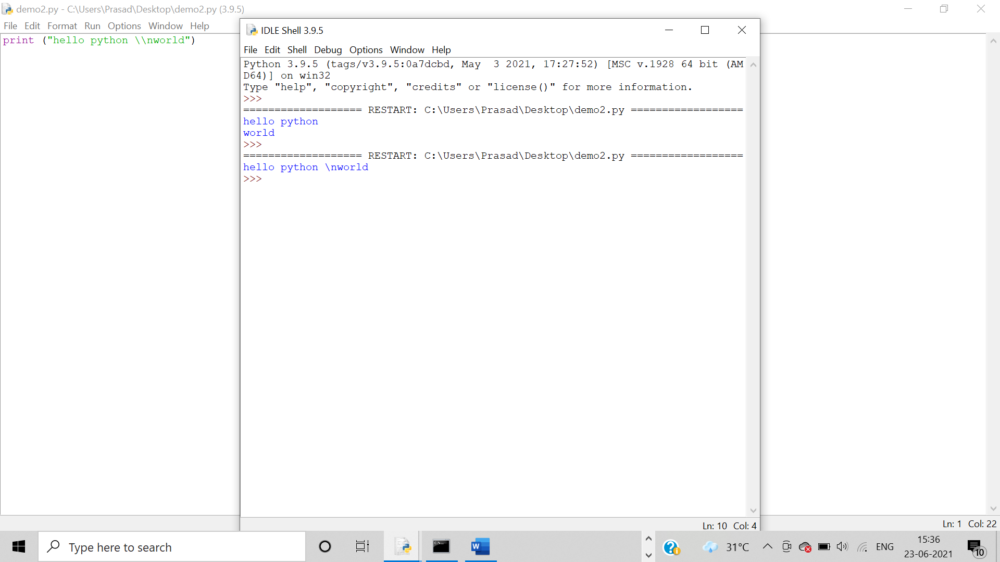 demo2.py - C:\Users\Prasad\Desktop\demo2.py (3.9.5)
File Edit Format Run Options Window Help
print ("hello python \\nworld")
IDLE Shell 3.9.5
File Edit Shell Debug Options Window Help
Python 3.9.5 (tags/v3.9.5:0a7dcbd, May  3 2021, 17:27:52) [MSC v.1928 64 bit (AM
D64)] on win32
Type "help", "copyright", "credits" or "license()" for more information.
>>>
=================== RESTART: C:\Users\Prasad\Desktop\demo2.py ==================
hello python
world
>>>
=================== RESTART: C:\Users\Prasad\Desktop\demo2.py ==================
hello python \nworld
>>>
Ln: 10 Col: 4
Ln: 1 Col: 22
Type here to search
31°C
ENG
15:36
23-06-2021
10